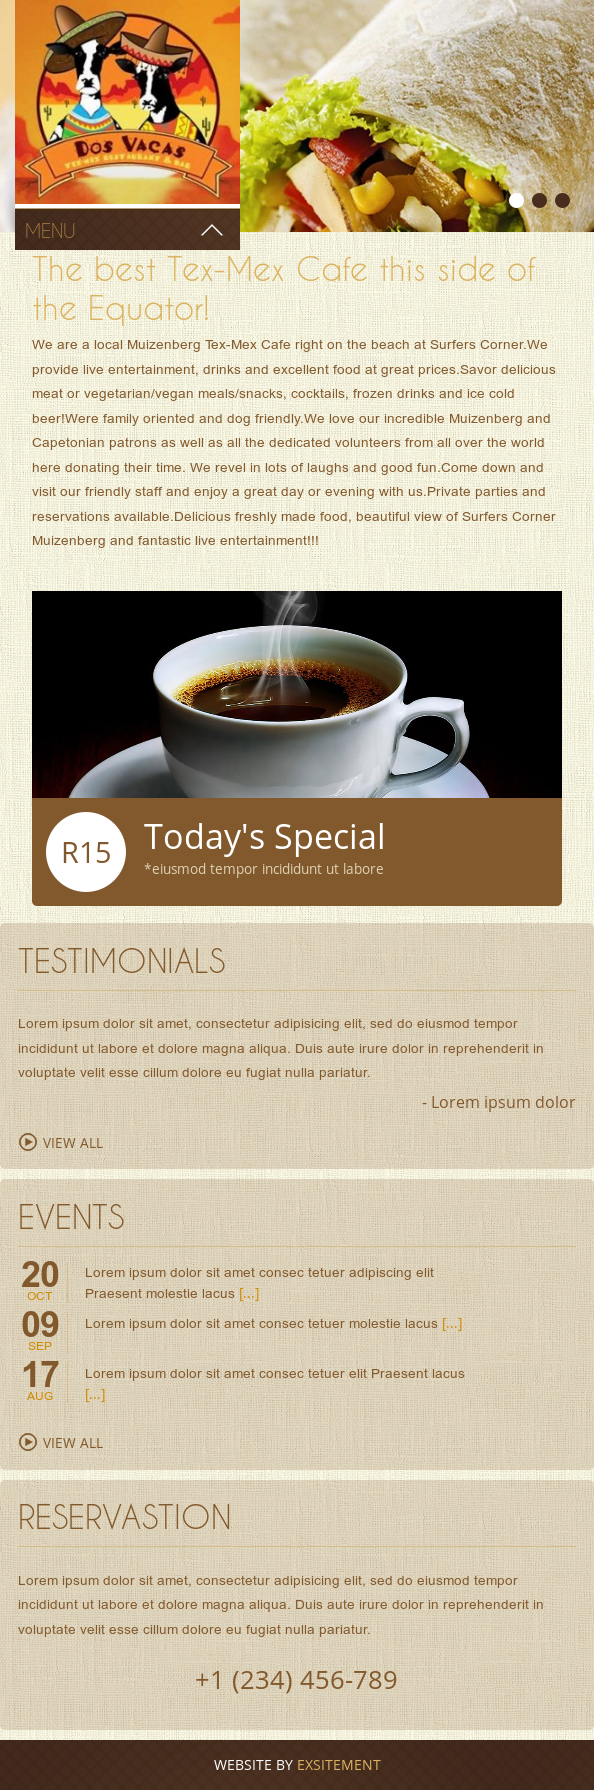 DOS VACAS
TEX-MEX RESTAURANT & BAR
MENU
The best Tex-Mex Cafe this side of
the Equator!
We are a local Muizenberg Tex-Mex Cafe right on the beach at Surfers Corner.We
provide live entertainment, drinks and excellent food at great prices.Savor delicious
meat or vegetarian/vegan meals/snacks, cocktails, frozen drinks and ice cold
beer!Were family oriented and dog friendly.We love our incredible Muizenberg and
Capetonian patrons as well as all the dedicated volunteers from all over the world
here donating their time. We revel in lots of laughs and good fun.Come down and
visit our friendly staff and enjoy a great day or evening with us.Private parties and
reservations available.Delicious freshly made food, beautiful view of Surfers Corner
Muizenberg and fantastic live entertainment!!!
R15
Today's Special
*eiusmod tempor incididunt ut labore
TESTIMONIALS
Lorem ipsum dolor sit amet, consectetur adipisicing elit, sed do eiusmod tempor
incididunt ut labore et dolore magna aliqua. Duis aute irure dolor in reprehenderit in
voluptate velit esse cillum dolore eu fugiat nulla pariatur.
- Lorem ipsum dolor
VIEW ALL
EVENTS
20
OCT
Lorem ipsum dolor sit amet consec tetuer adipiscing elit
Praesent molestie lacus [...]
09
SEP
Lorem ipsum dolor sit amet consec tetuer molestie lacus [...]
17
AUG
Lorem ipsum dolor sit amet consec tetuer elit Praesent lacus
[...]
VIEW ALL
RESERVASTION
Lorem ipsum dolor sit amet, consectetur adipisicing elit, sed do eiusmod tempor
incididunt ut labore et dolore magna aliqua. Duis aute irure dolor in reprehenderit in
voluptate velit esse cillum dolore eu fugiat nulla pariatur.
+1 (234) 456-789
WEBSITE BY EXSITEMENT